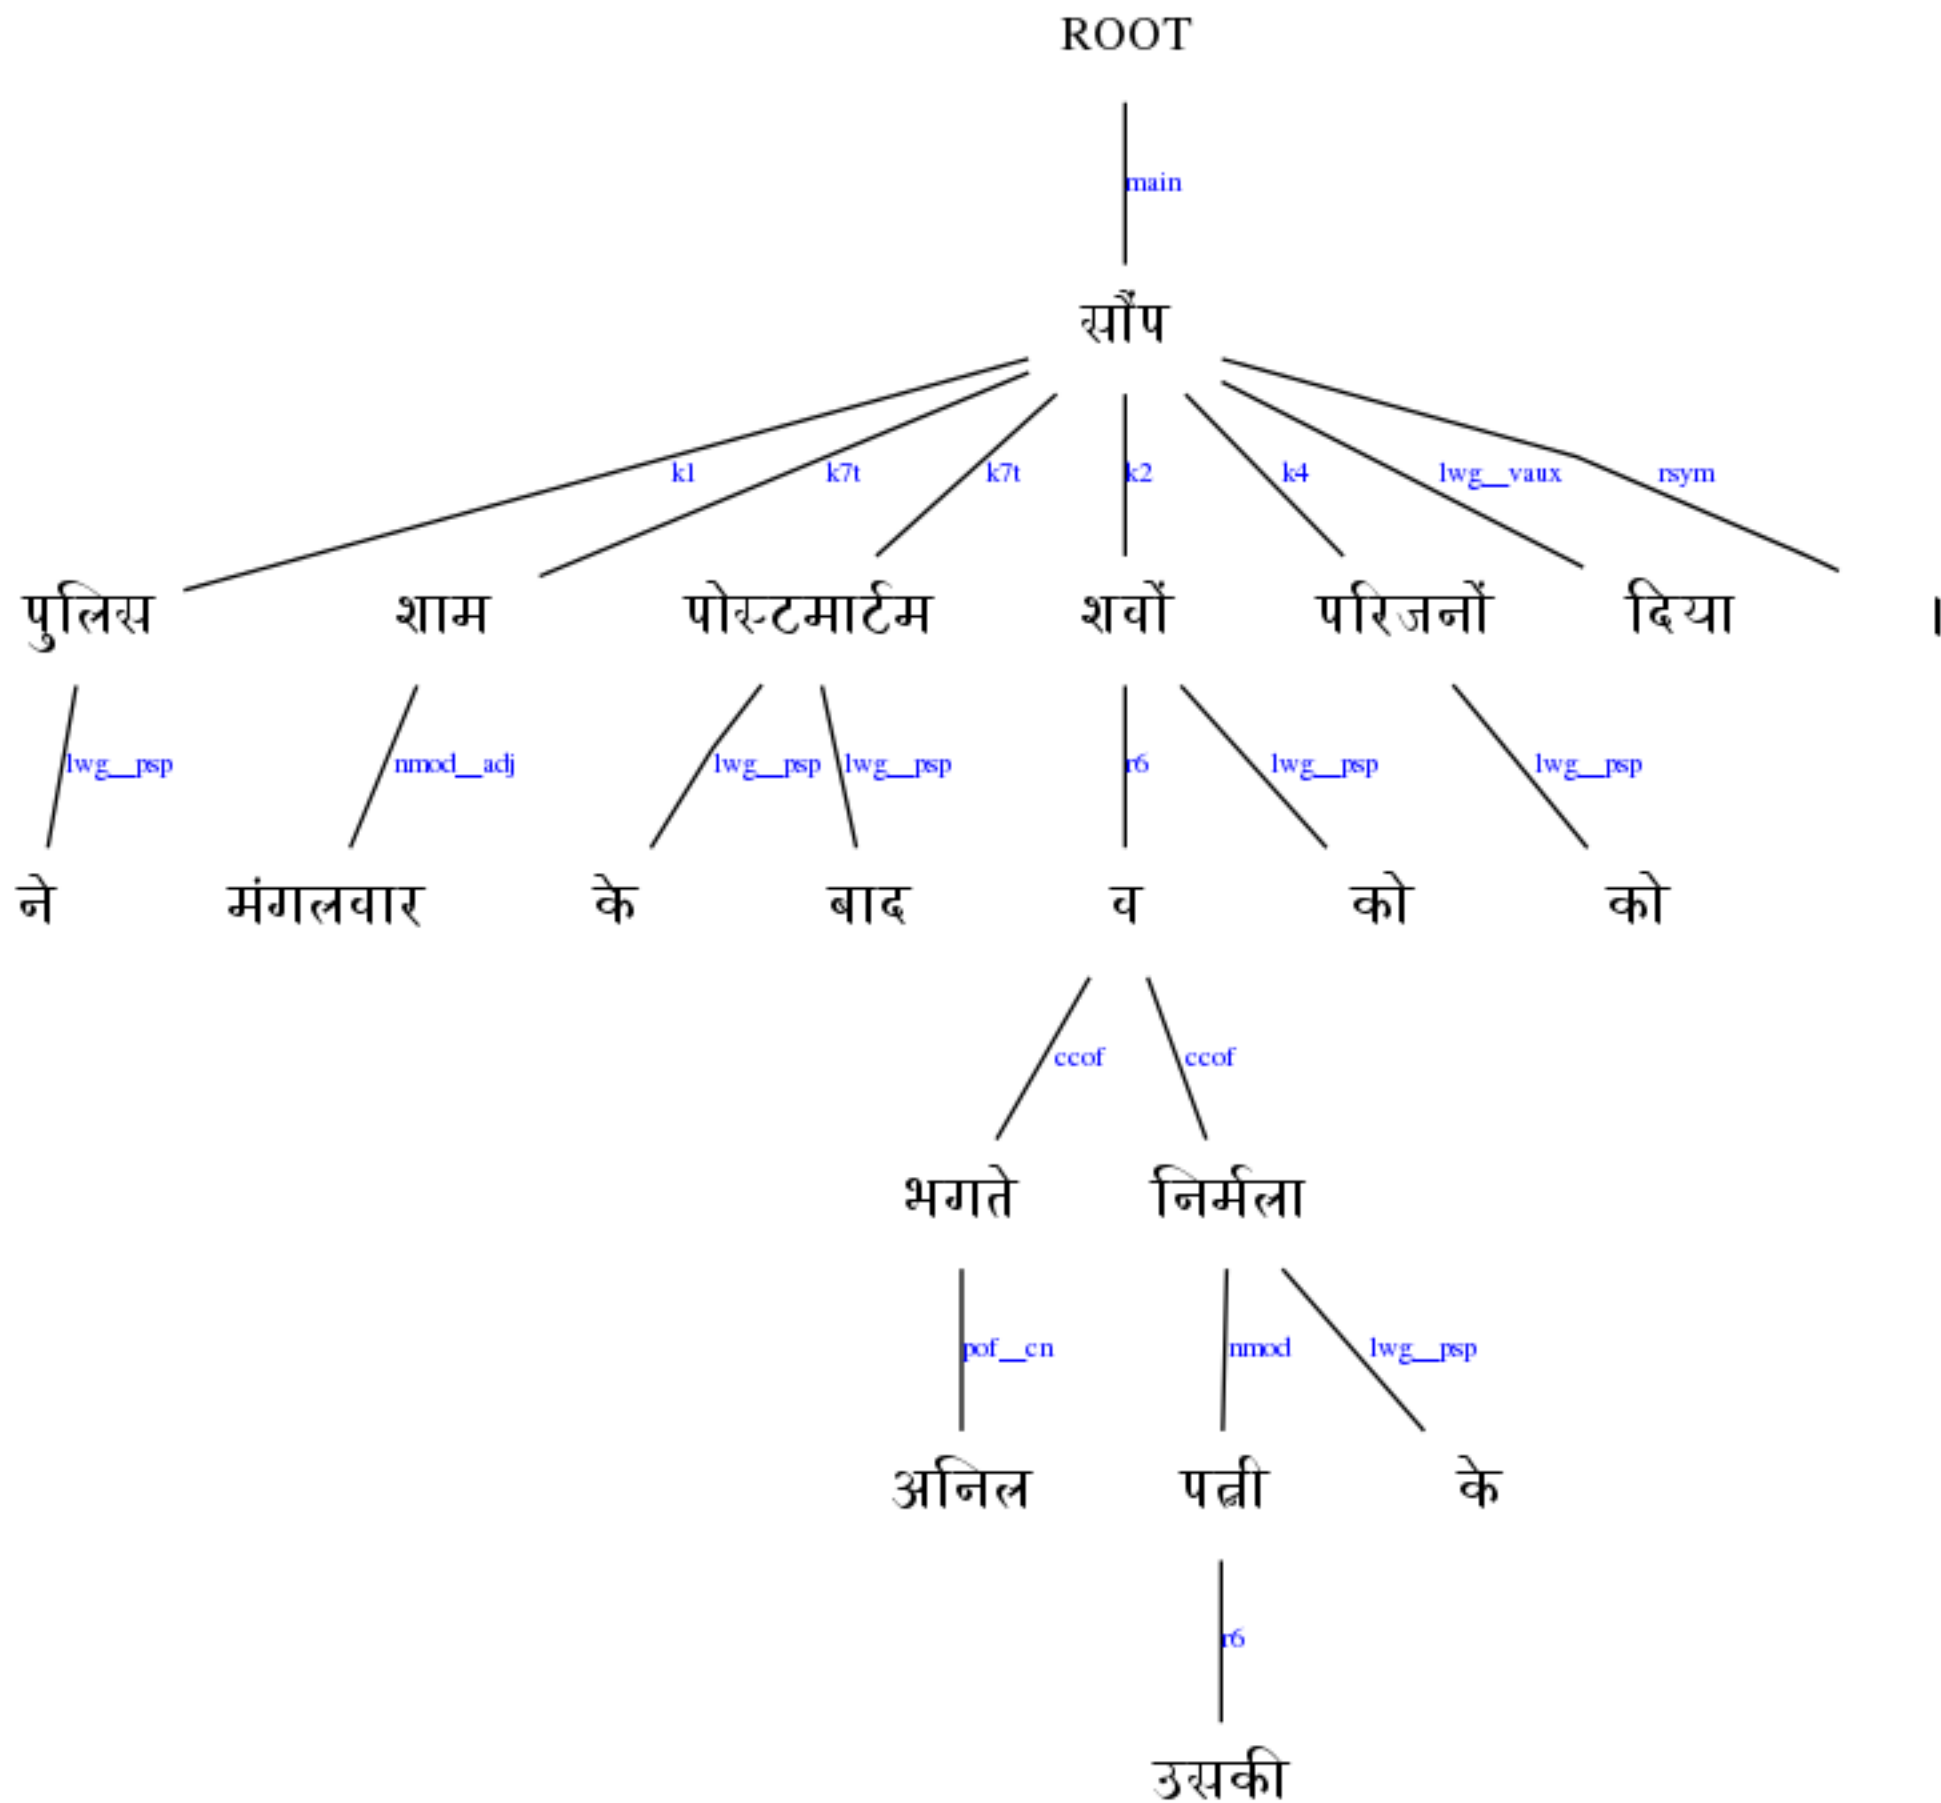 ROOT
main
सौंप
k1 k7t k7t k2 k4 lwg__vaux rsym
पुलिस शाम पोस्टमार्टम शवों परिजनों दिया ।
lwg__psp nmod__adj lwg__psp lwg__psp r6 lwg__psp lwg__psp
ने मंगलवार के बाद व को को
ccof ccof
भगते निर्मला
pof__cn nmod lwg__psp
अनिल पत्नी के
r6
उसकी